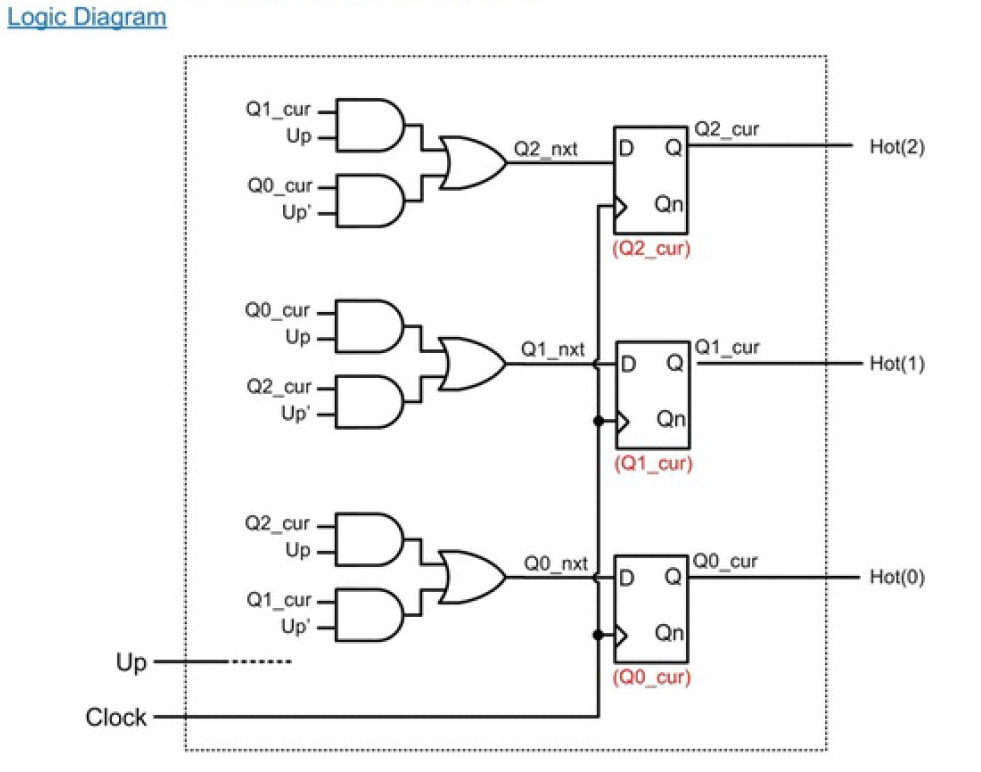 Logic Diagram
Q1_cur
Up
Q0_cur
Up'
Q2_nxt
D Q
Qn
(Q2_cur)
Q2_cur
Hot(2)
Q0_cur
Up
Q2_cur
Up'
Q1_nxt
D Q
Qn
(Q1_cur)
Q1_cur
Hot(1)
Q2_cur
Up
Q1_cur
Up'
Q0_nxt
D Q
Qn
(Q0_cur)
Q0_cur
Hot(0)
Up
Clock